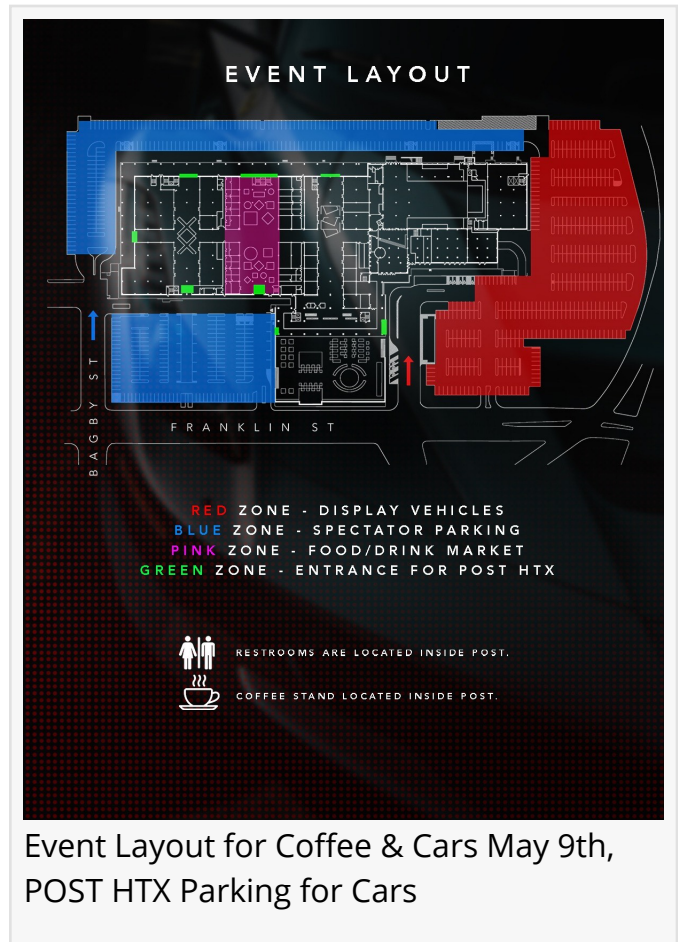 EVENT LAYOUT
BAGBY ST
FRANKLIN ST
RED ZONE - DISPLAY VEHICLES
BLUE ZONE - SPECTATOR PARKING
PINK ZONE - FOOD/DRINK MARKET
GREEN ZONE - ENTRANCE FOR POST HTX
RESTROOMS ARE LOCATED INSIDE POST.
COFFEE STAND LOCATED INSIDE POST.
Event Layout for Coffee & Cars May 9th,
POST HTX Parking for Cars